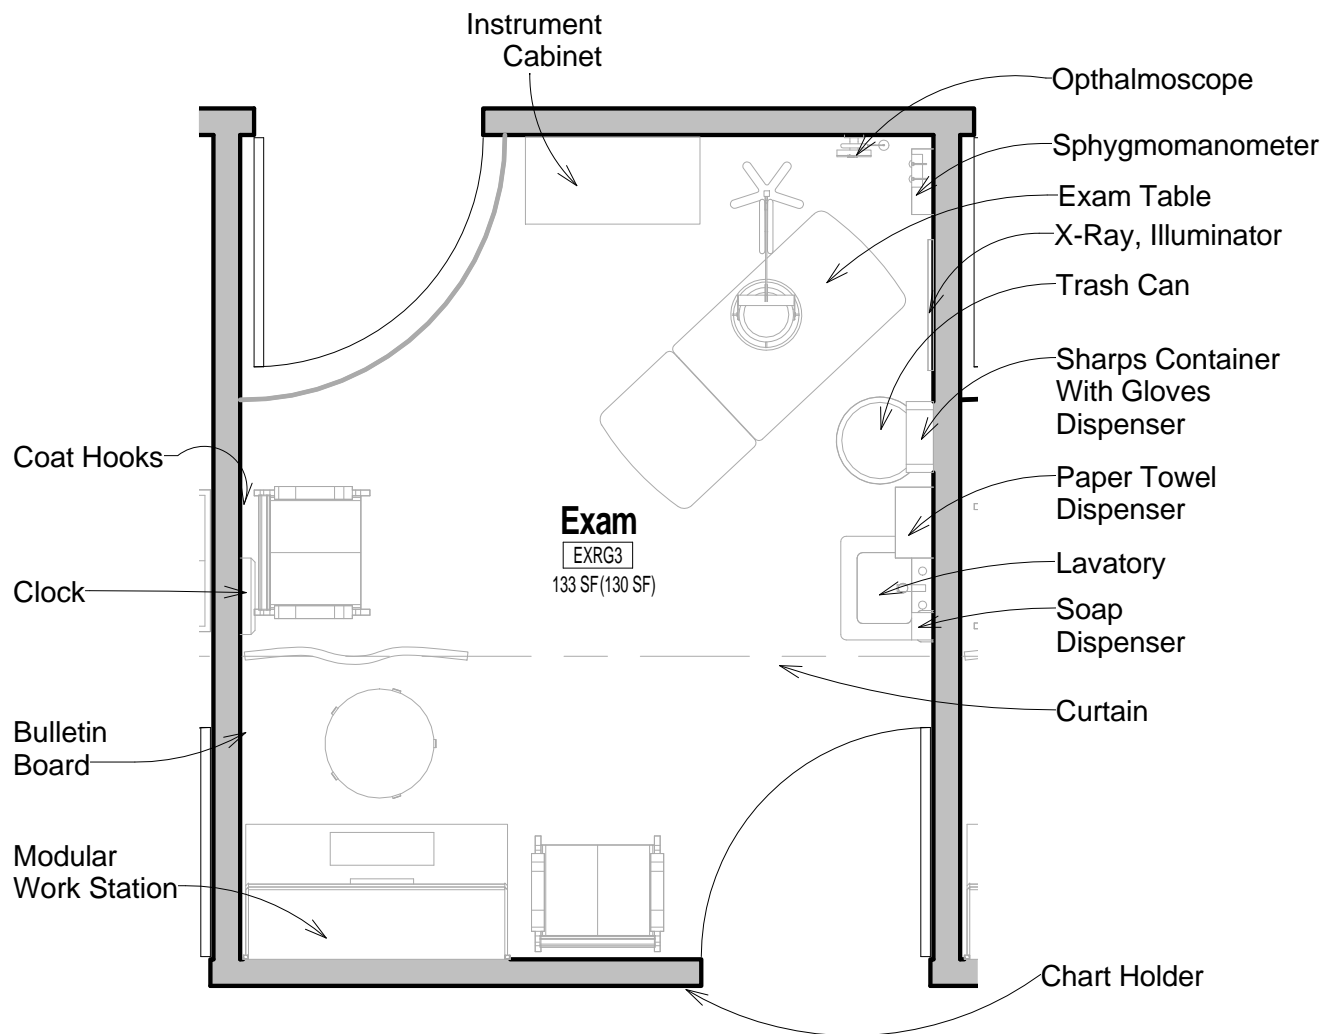 Instrument
Cabinet
Opthalmoscope
Sphygmomanometer
Exam Table
X-Ray, Illuminator
Trash Can
Sharps Container
With Gloves
Dispenser
Coat Hooks
Paper Towel
Dispenser
Exam
EXRG3
133 SF(130 SF)
Clock
Lavatory
Soap
Dispenser
Curtain
Bulletin
Board
Modular
Work Station
Chart Holder